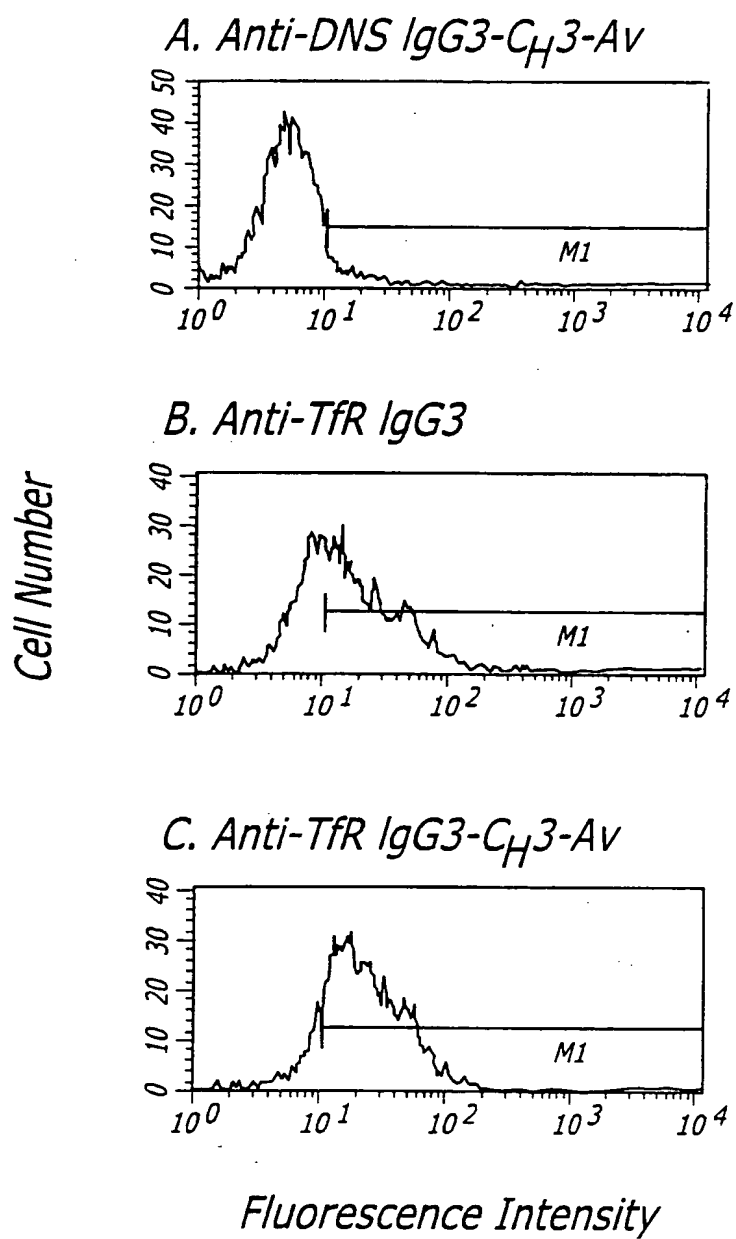 A. Anti-DNS IgG3-CH3-Av
50
40
30
20
10
0
M1
10^0 10^1 10^2 10^3 10^4
B. Anti-TfR IgG3
40
30
20
10
0
M1
10^0 10^1 10^2 10^3 10^4
Cell Number
C. Anti-TfR IgG3-CH3-Av
40
30
20
10
0
M1
10^0 10^1 10^2 10^3 10^4
Fluorescence Intensity